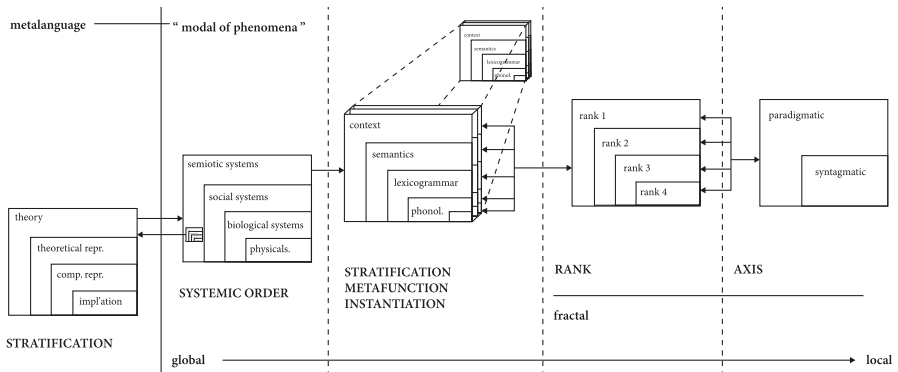 metalanguage
“ modal of phenomena ”
context
semantics
lexicogrammar
phonol.
theory
theoretical repr.
comp. repr.
impl'ation
STRATIFICATION
semiotic systems
social systems
biological systems
physicals.
SYSTEMIC ORDER
context
semantics
lexicogrammar
phonol.
STRATIFICATION
METAFUNCTION
INSTANTIATION
rank 1
rank 2
rank 3
rank 4
RANK
paradigmatic
syntagmatic
AXIS
fractal
global
local